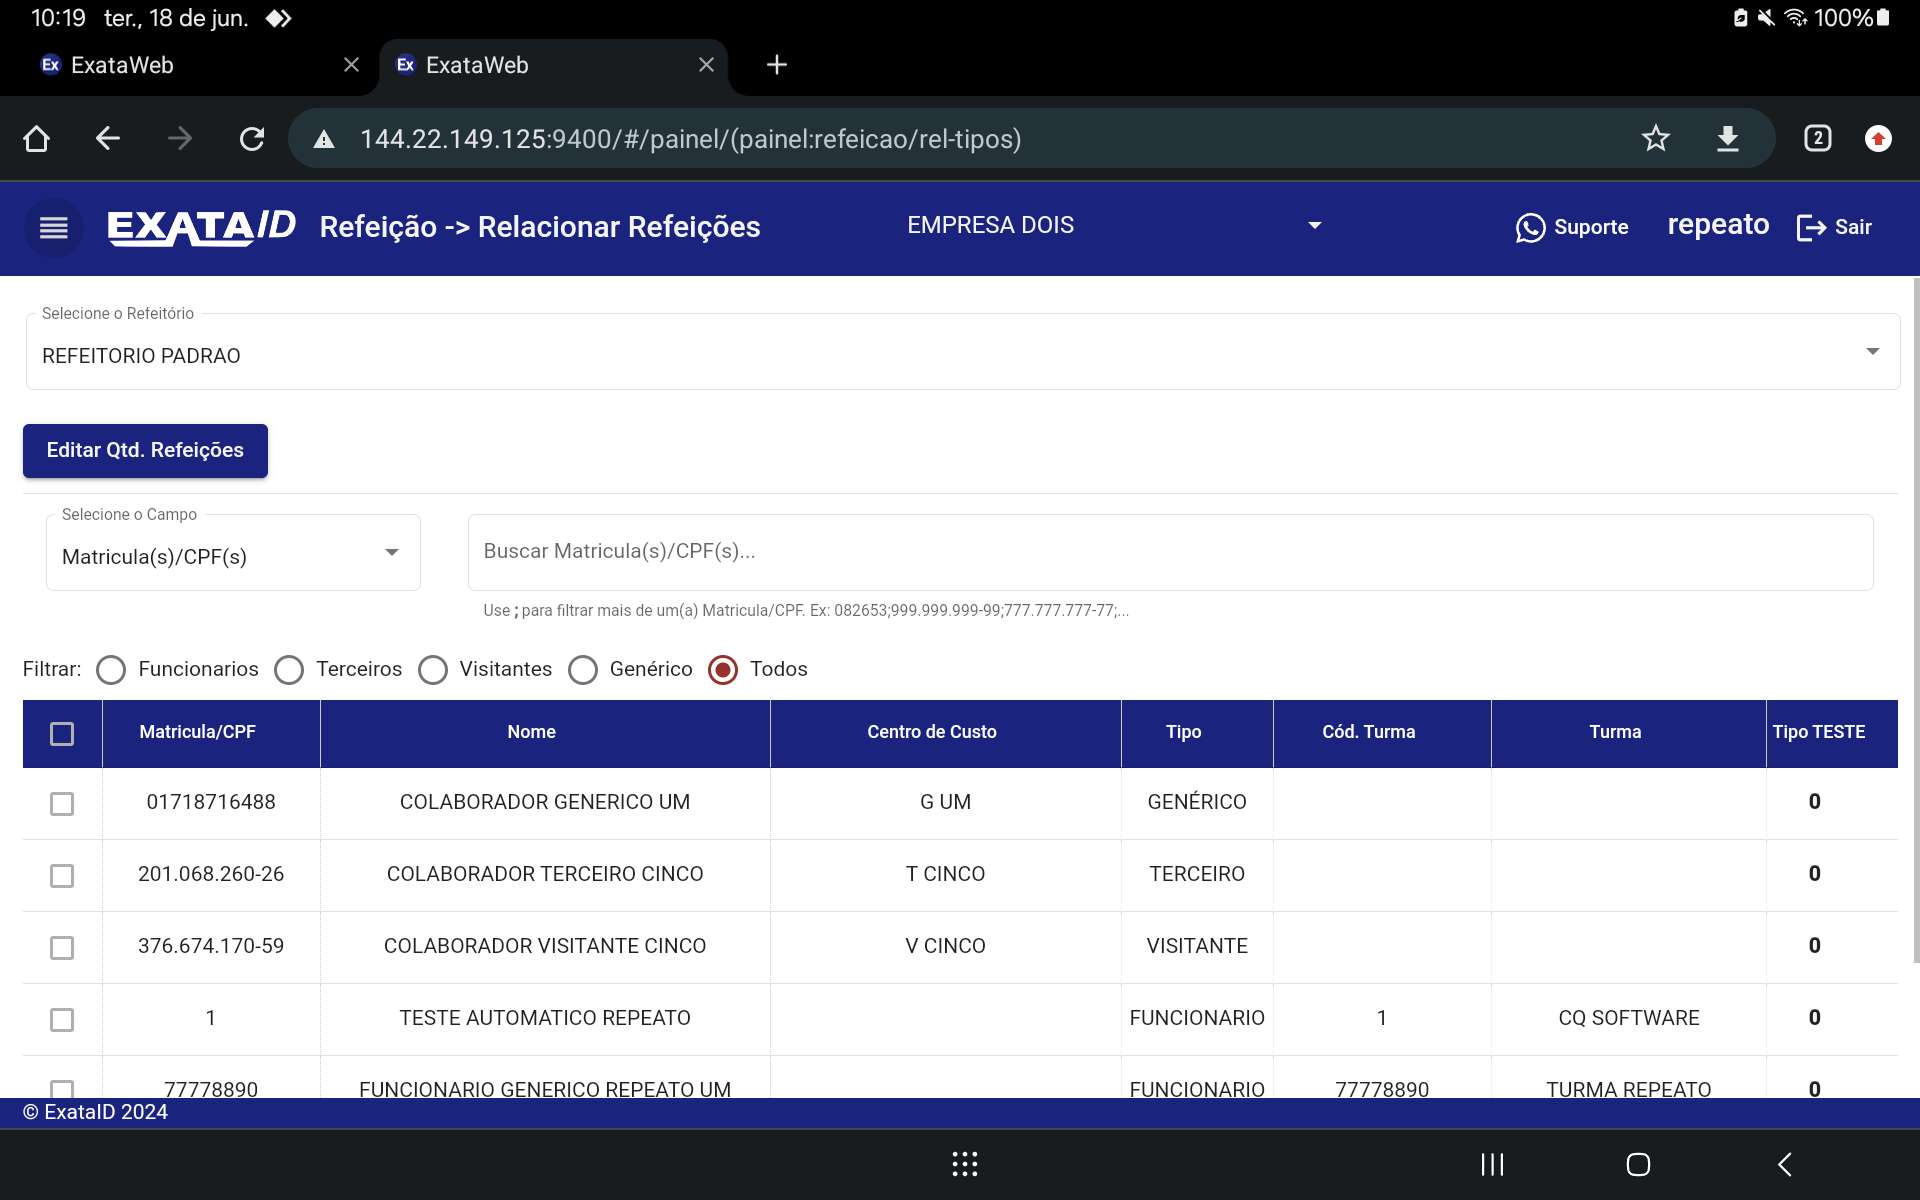 10:19 ter., 18 de jun. 100%
Ex ExataWeb Ex ExataWeb
144.22.149.125:9400/#/painel/(painel:refeicao/rel-tipos) 2
EXATAID Refeição -> Relacionar Refeições EMPRESA DOIS Suporte repeato Sair
Selecione o Refeitório
REFEITORIO PADRAO
Editar Qtd. Refeições
Selecione o Campo
Matricula(s)/CPF(s) Buscar Matricula(s)/CPF(s)...
Use ; para filtrar mais de um(a) Matricula/CPF. Ex: 082653;999.999.999-99;777.777.777-77;...
Filtrar: Funcionarios Terceiros Visitantes Genérico Todos
Matricula/CPF Nome Centro de Custo Tipo Cód. Turma Turma Tipo TESTE
01718716488 COLABORADOR GENERICO UM G UM GENÉRICO 0
201.068.260-26 COLABORADOR TERCEIRO CINCO T CINCO TERCEIRO 0
376.674.170-59 COLABORADOR VISITANTE CINCO V CINCO VISITANTE 0
1 TESTE AUTOMATICO REPEATO FUNCIONARIO 1 CQ SOFTWARE 0
77778890 FUNCIONARIO GENERICO REPEATO UM FUNCIONARIO 77778890 TURMA REPEATO 0
© ExataID 2024